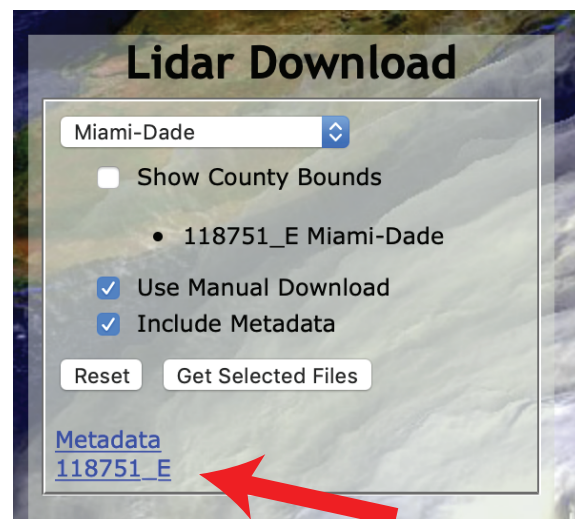 Lidar Download
Miami-Dade
Show County Bounds
• 118751_E Miami-Dade
Use Manual Download
Include Metadata
Reset Get Selected Files
Metadata
118751_E